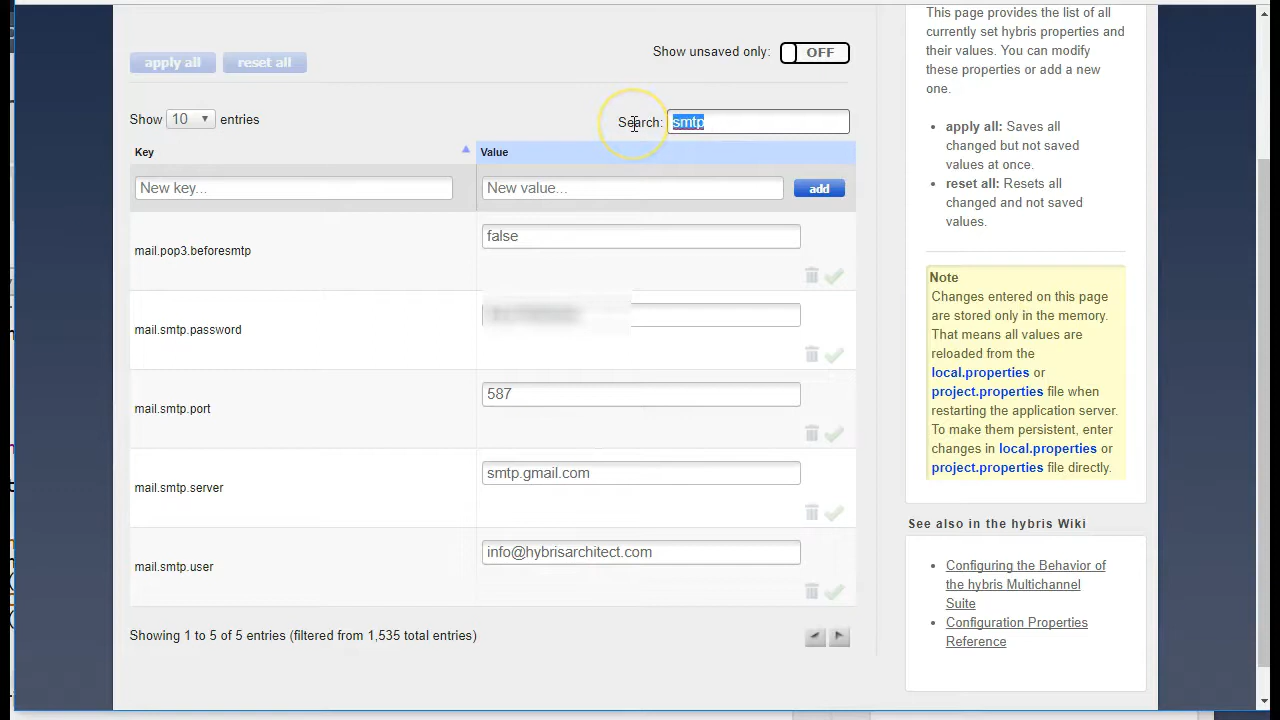 Show unsaved only: OFF
apply all reset all
Show 10 entries
Search: smtp
Key Value
New key... New value... add
mail.pop3.beforesmtp false
mail.smtp.password
mail.smtp.port 587
mail.smtp.server smtp.gmail.com
mail.smtp.user info@hybrisarchitect.com
Showing 1 to 5 of 5 entries (filtered from 1,535 total entries)
This page provides the list of all
currently set hybris properties and
their values. You can modify
these properties or add a new
one.
apply all: Saves all
changed but not saved
values at once.
reset all: Resets all
changed and not saved
values.
Note
Changes entered on this page
are stored only in the memory.
That means all values are
reloaded from the
local.properties or
project.properties file when
restarting the application server.
To make them persistent, enter
changes in local.properties or
project.properties file directly.
See also in the hybris Wiki
Configuring the Behavior of
the hybris Multichannel
Suite
Configuration Properties
Reference